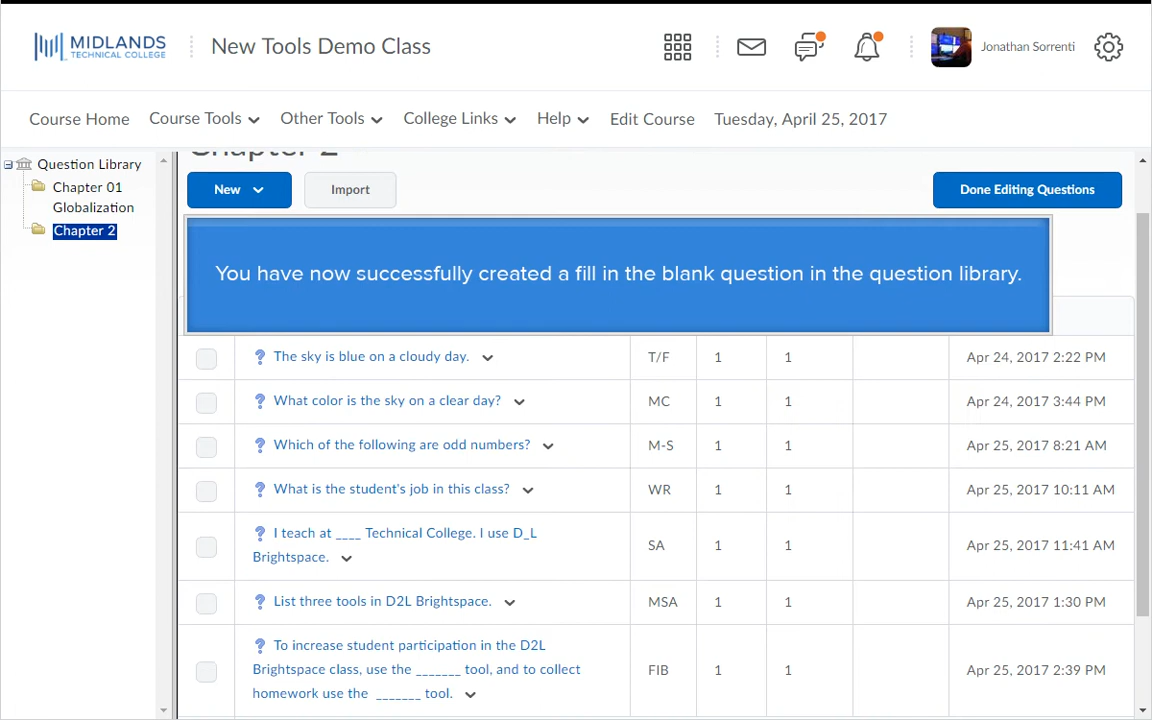 MIDLANDS
TECHNICAL COLLEGE
New Tools Demo Class
Jonathan Sorrenti
Course Home
Course Tools
Other Tools
College Links
Help
Edit Course
Tuesday, April 25, 2017
Question Library
Chapter 01
Globalization
Chapter 2
Chapter 2
New
Import
Done Editing Questions
You have now successfully created a fill in the blank question in the question library.
The sky is blue on a cloudy day. T/F 1 1 Apr 24, 2017 2:22 PM
What color is the sky on a clear day? MC 1 1 Apr 24, 2017 3:44 PM
Which of the following are odd numbers? M-S 1 1 Apr 25, 2017 8:21 AM
What is the student's job in this class? WR 1 1 Apr 25, 2017 10:11 AM
I teach at ____ Technical College. I use D_L
Brightspace. SA 1 1 Apr 25, 2017 11:41 AM
List three tools in D2L Brightspace. MSA 1 1 Apr 25, 2017 1:30 PM
To increase student participation in the D2L
Brightspace class, use the _______ tool, and to collect
homework use the _______ tool. FIB 1 1 Apr 25, 2017 2:39 PM